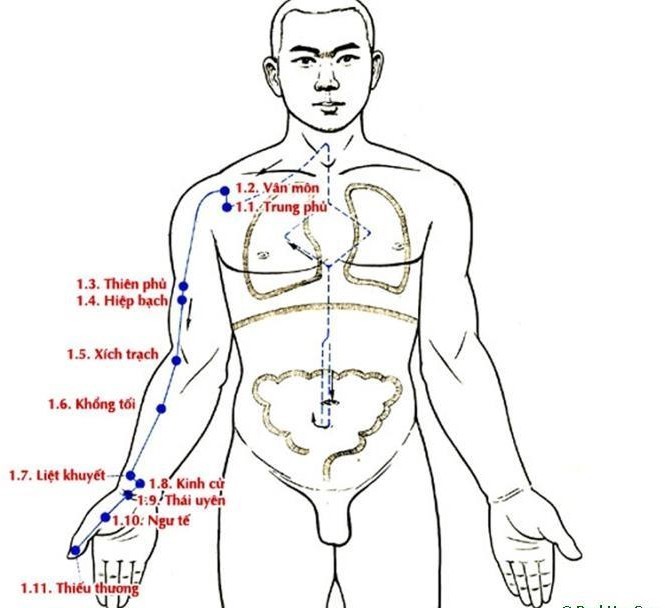 1.2. Vân môn
1.1. Trung phủ
1.3. Thiên phủ
1.4. Hiệp bạch
1.5. Xích trạch
1.6. Khổng tối
1.7. Liệt khuyết
1.8. Kinh cừ
1.9. Thái uyên
1.10. Ngư tế
1.11. Thiếu thương